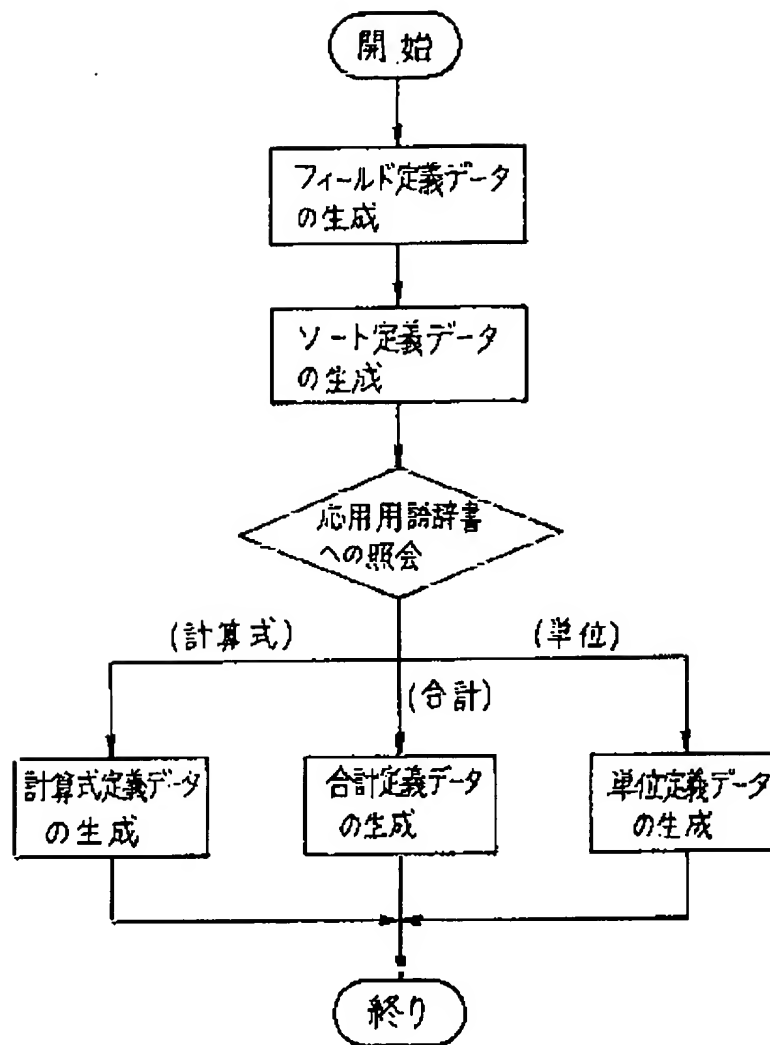 開始
フィールド定義データ
の生成
ソート定義データ
の生成
応用用語辞書
への照会
(計算式)
(単位)
(合計)
計算式定義データ
の生成
合計定義データ
の生成
単位定義データ
の生成
終り